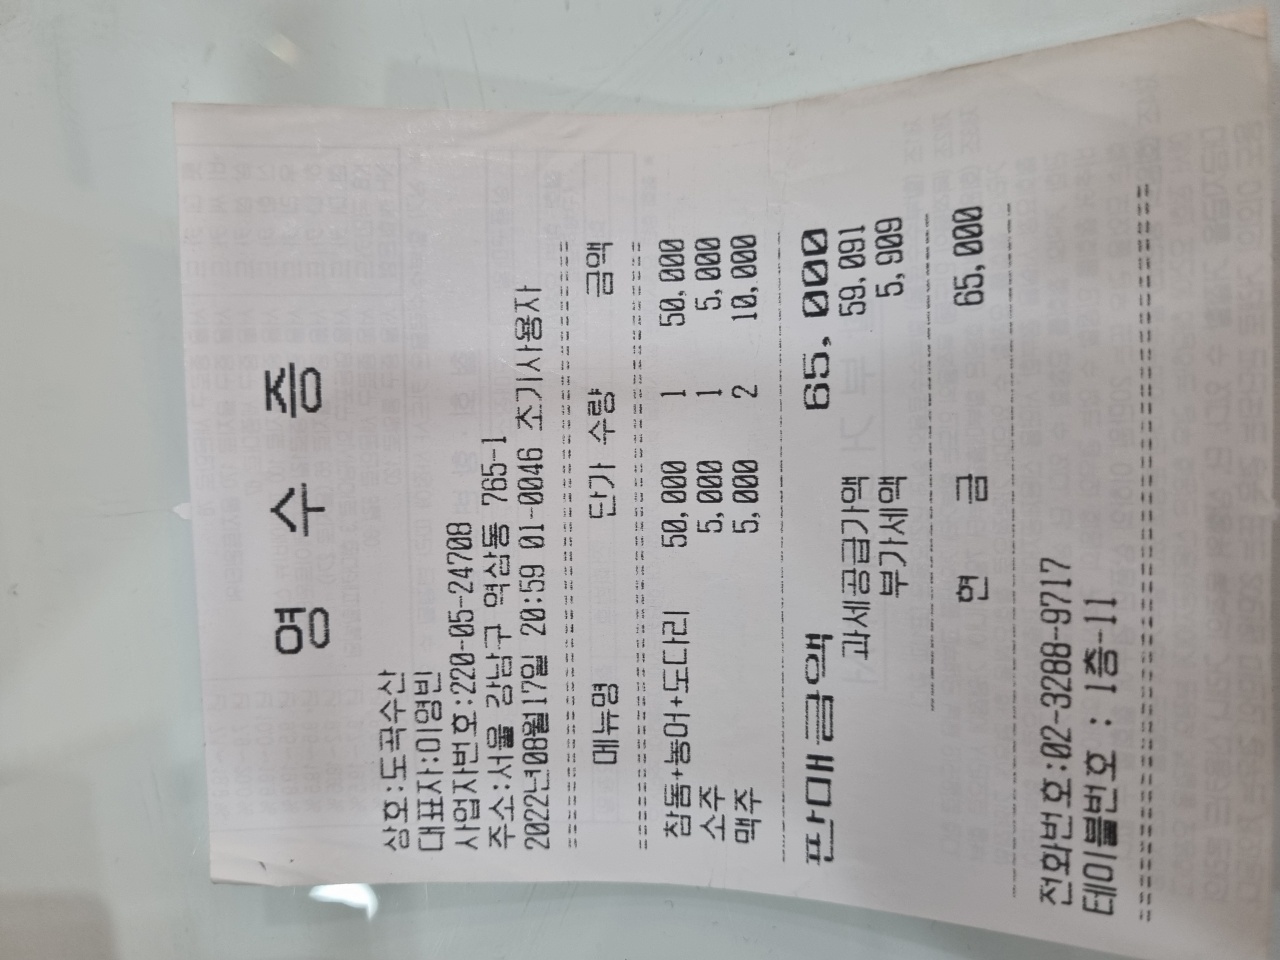 영 수 증
상호:도곡수산
대표자:이영빈
사업자번호:220-05-24708
주소:서울 강남구 역삼동 765-1
2022년08월17일 20:59 01-0046 초기사용자
메뉴명 단가 수량 금액
참돔+농어+도다리 50,000 1 50,000
소주 5,000 1 5,000
맥주 5,000 2 10,000
판매금액 65,000
과세공급가액 59,091
부가세액 5,909
현 금 65,000
전화번호:02-3288-9717
테이블번호 : 1층-11